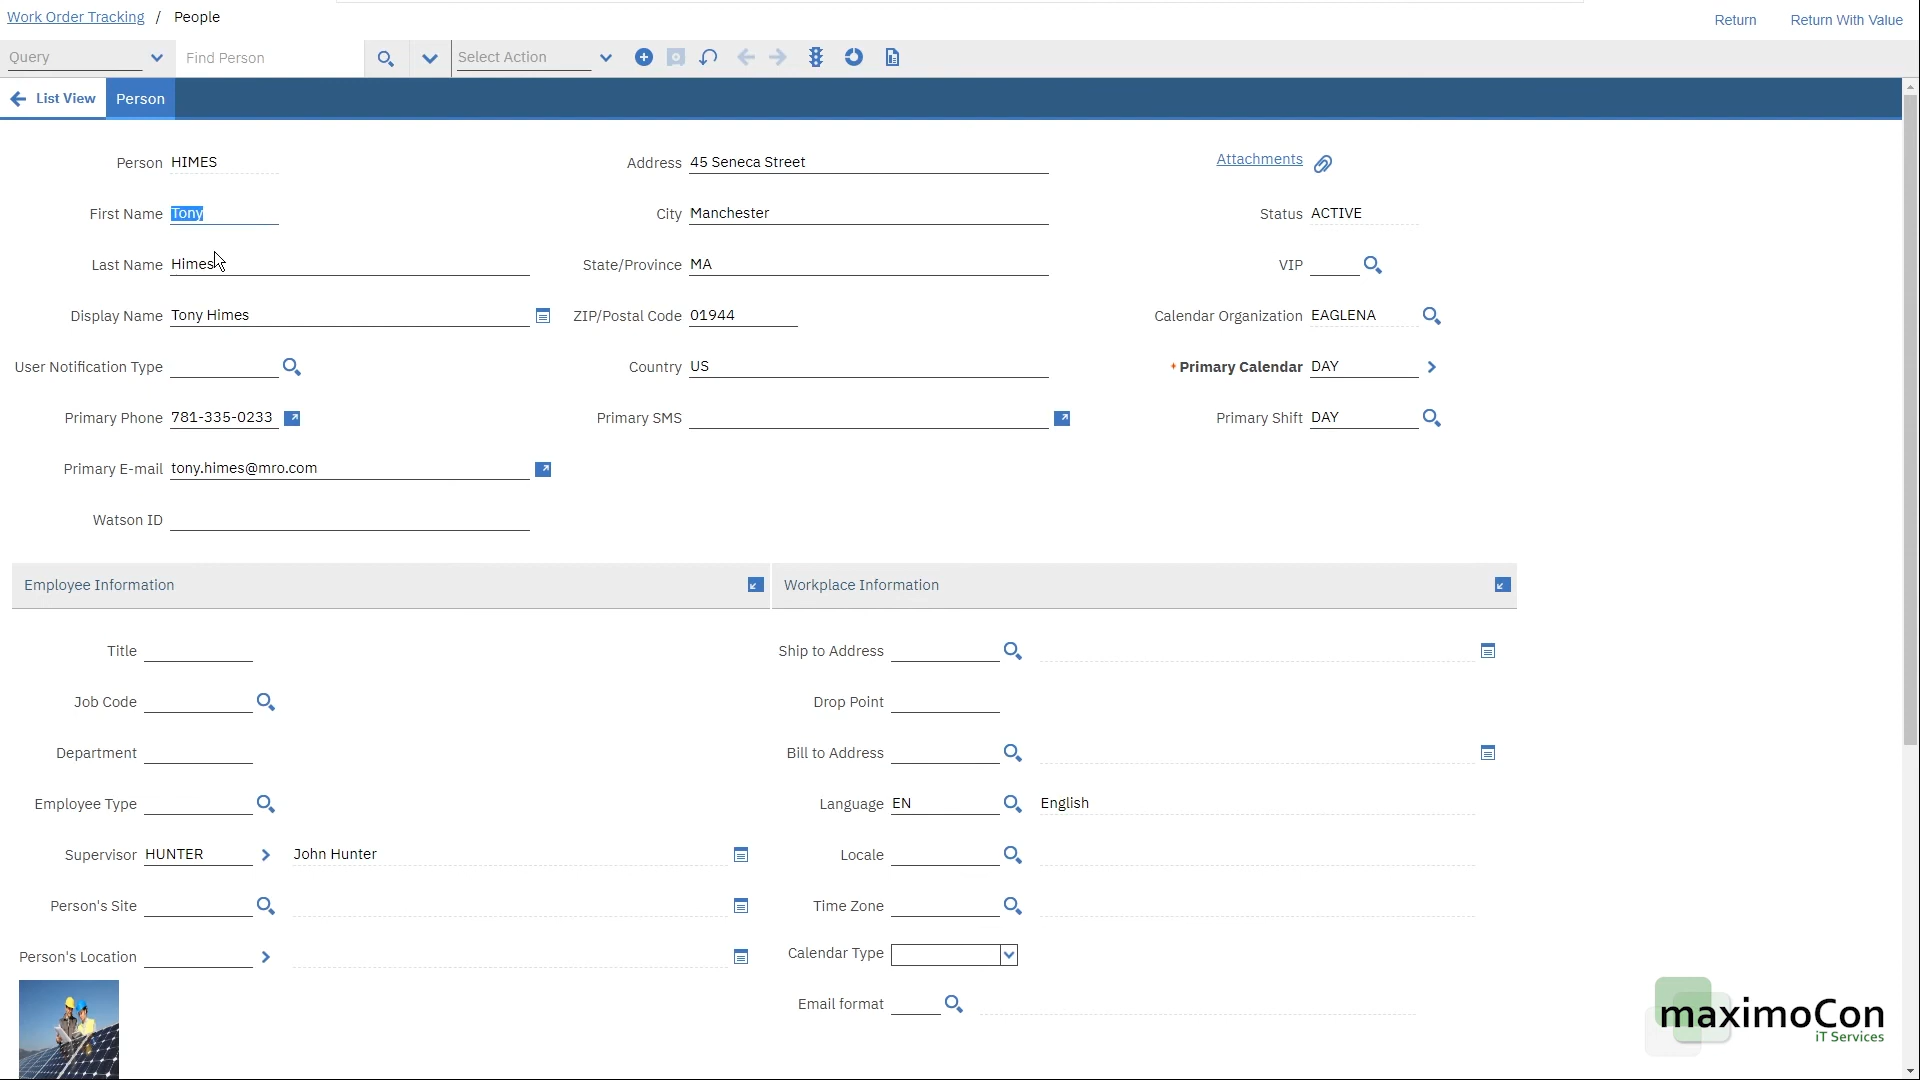 Work Order Tracking / People
Return Return With Value
Query Find Person Select Action
List View Person
Person HIMES Address 45 Seneca Street Attachments
First Name Tony City Manchester Status ACTIVE
Last Name Himes State/Province MA VIP
Display Name Tony Himes ZIP/Postal Code 01944 Calendar Organization EAGLENA
User Notification Type Country US * Primary Calendar DAY
Primary Phone 781-335-0233 Primary SMS Primary Shift DAY
Primary E-mail tony.himes@mro.com
Watson ID
Employee Information Workplace Information
Title Ship to Address
Job Code Drop Point
Department Bill to Address
Employee Type Language EN English
Supervisor HUNTER John Hunter Locale
Person's Site Time Zone
Person's Location Calendar Type
Email format
maximoCon
iT Services